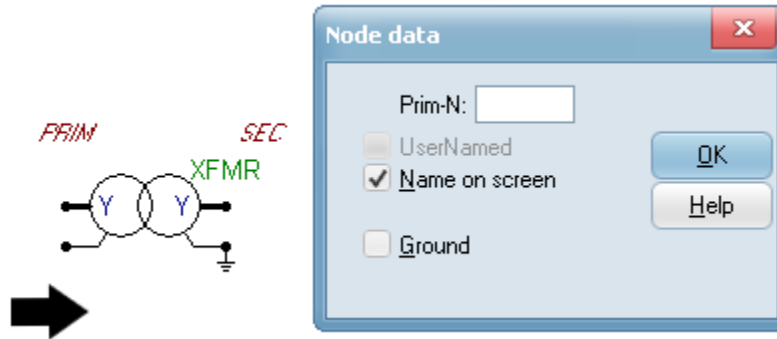 Node data
Prim-N:
UserNamed
Name on screen
Ground
OK
Help
PRIM
SEC
XFMR
Y Y